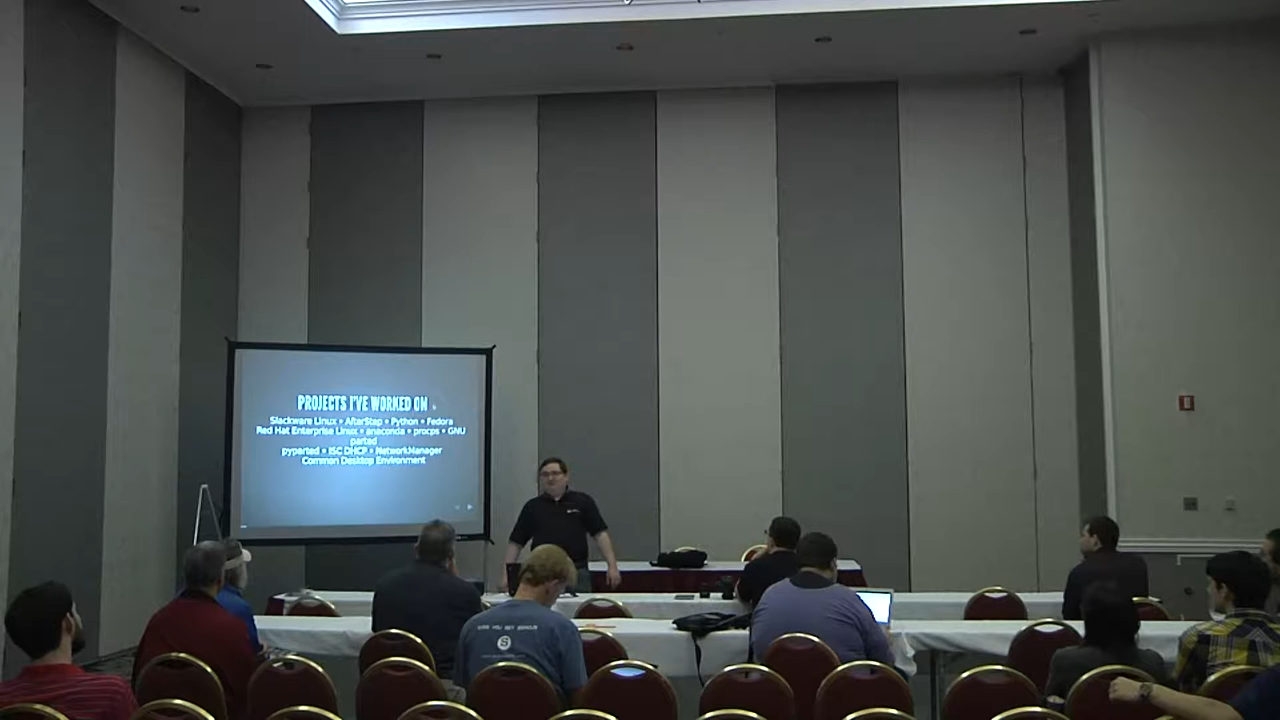 PROJECTS I'VE WORKED ON
Slackware Linux • AfterStep • Python • Fedora
Red Hat Enterprise Linux • anaconda • procps • GNU
parted
pyparted • ISC DHCP • NetworkManager
Common Desktop Environment